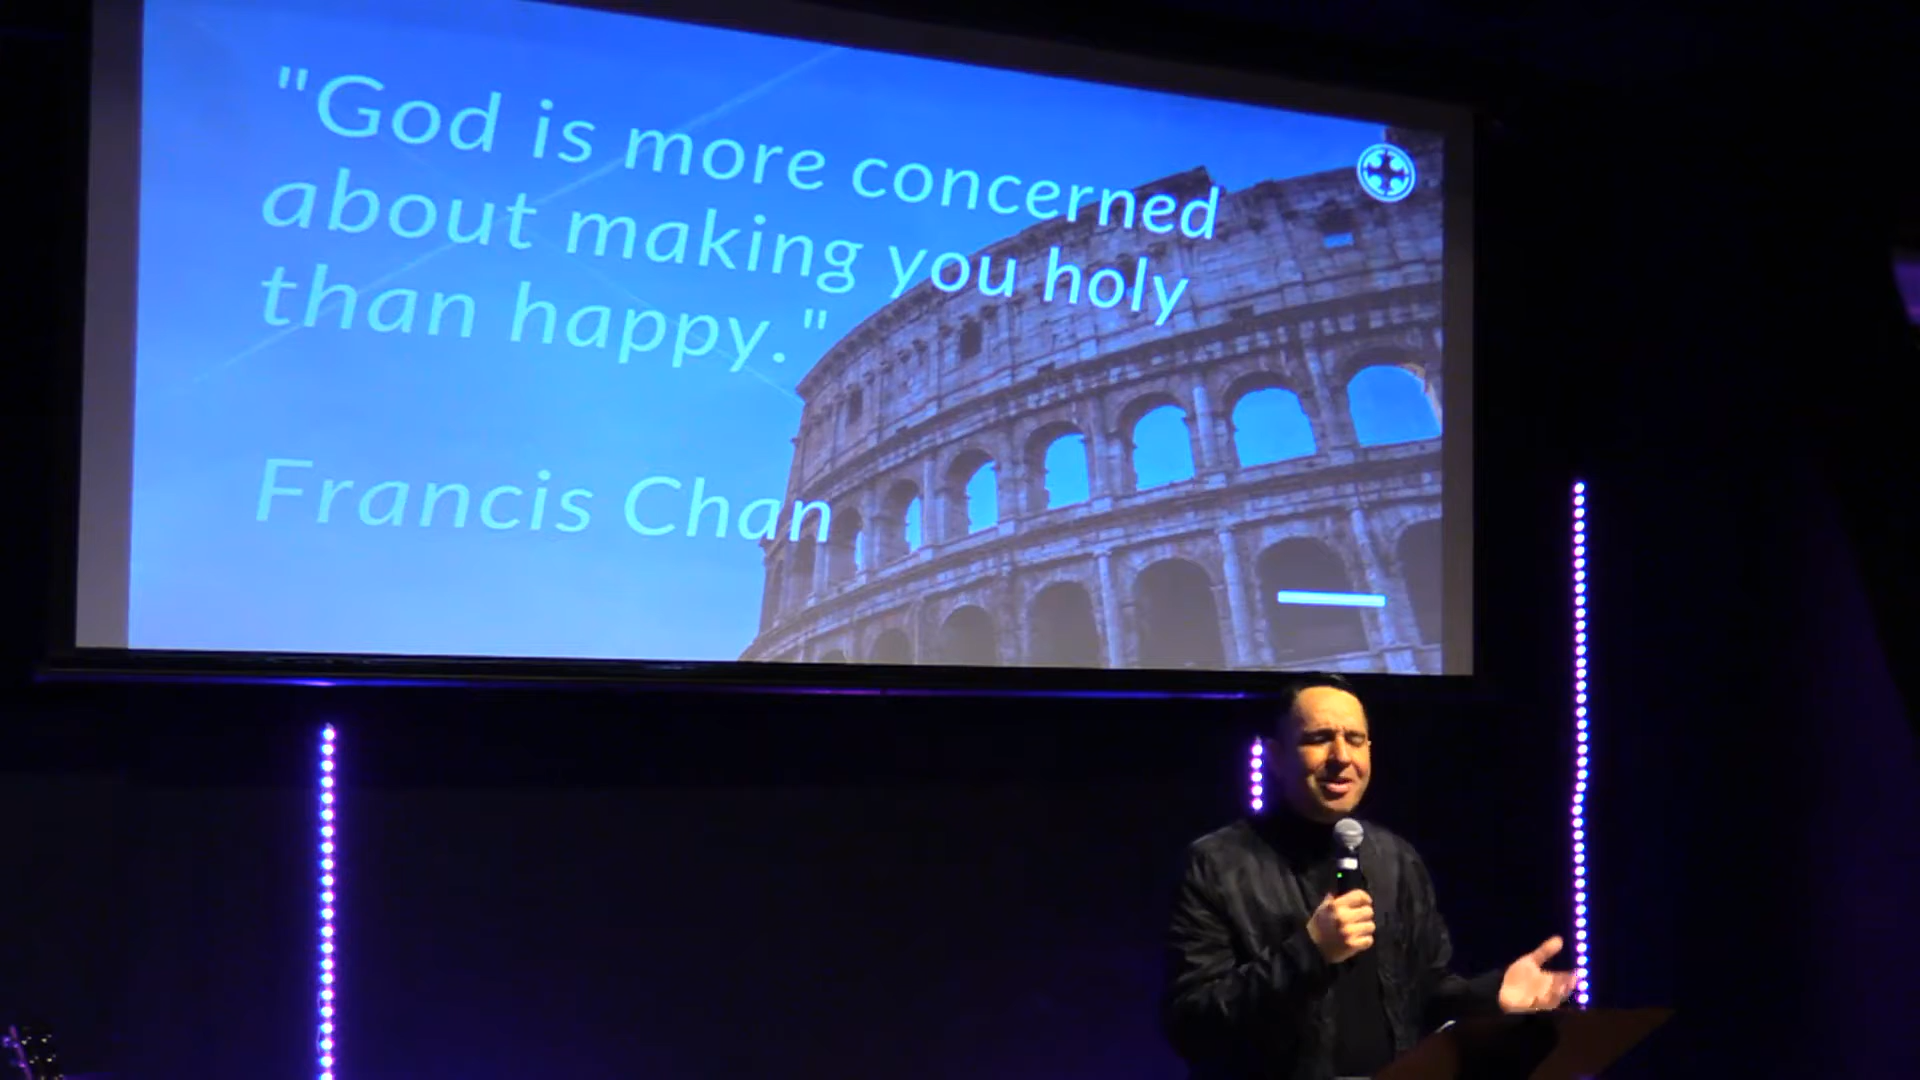 "God is more concerned
about making you holy
than happy."
Francis Chan